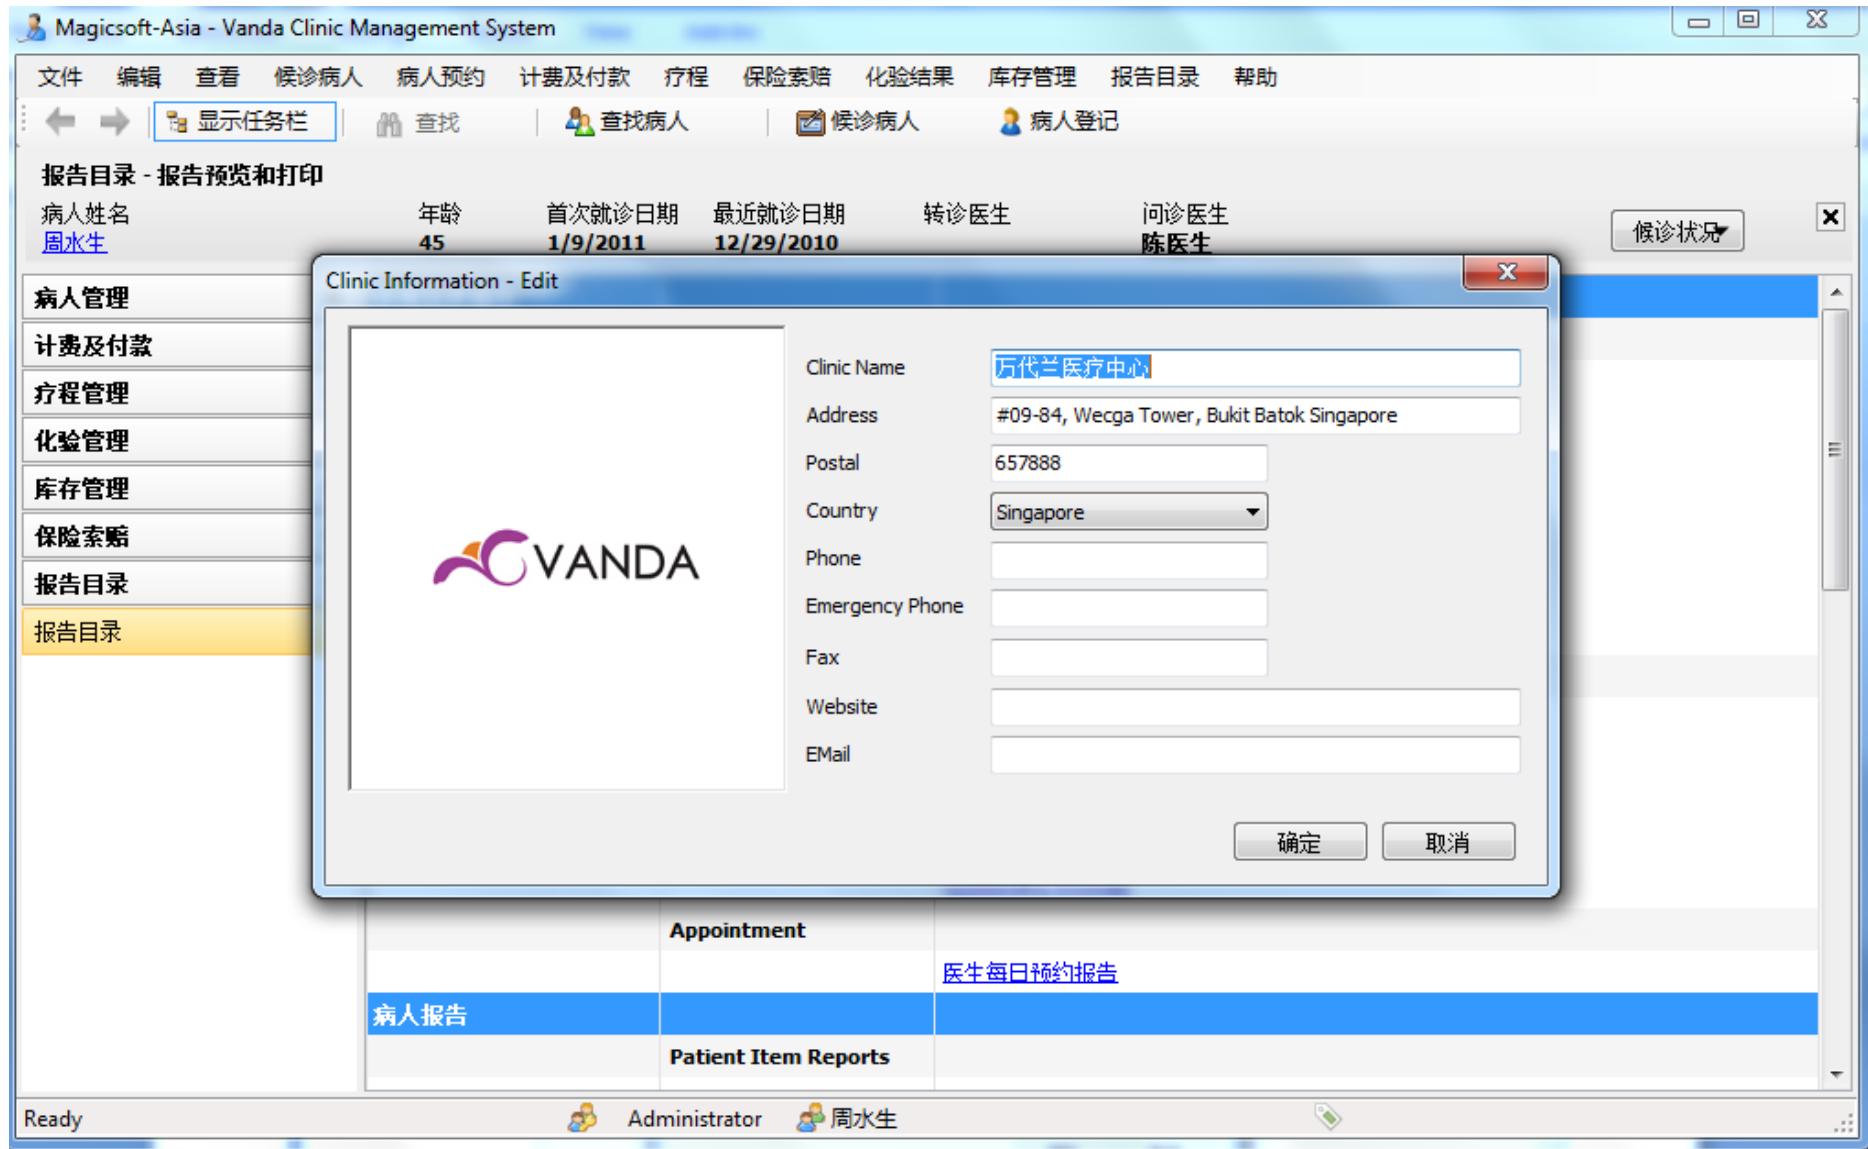 Magicsoft-Asia - Vanda Clinic Management System
文件 编辑 查看 候诊病人 病人预约 计费及付款 疗程 保险索赔 化验结果 库存管理 报告目录 帮助
显示任务栏 查找 查找病人 候诊病人 病人登记
报告目录 - 报告预览和打印
病人姓名 年龄 首次就诊日期 最近就诊日期 转诊医生 问诊医生
周水生 45 1/9/2011 12/29/2010 陈医生
候诊状况
Clinic Information - Edit
病人管理
计费及付款
疗程管理
化验管理
库存管理
保险索赔
报告目录
报告目录
VANDA
Clinic Name 万代兰医疗中心
Address #09-84, Wecga Tower, Bukit Batok Singapore
Postal 657888
Country Singapore
Phone
Emergency Phone
Fax
Website
EMail
确定 取消
Appointment
医生每日预约报告
病人报告
Patient Item Reports
Ready Administrator 周水生